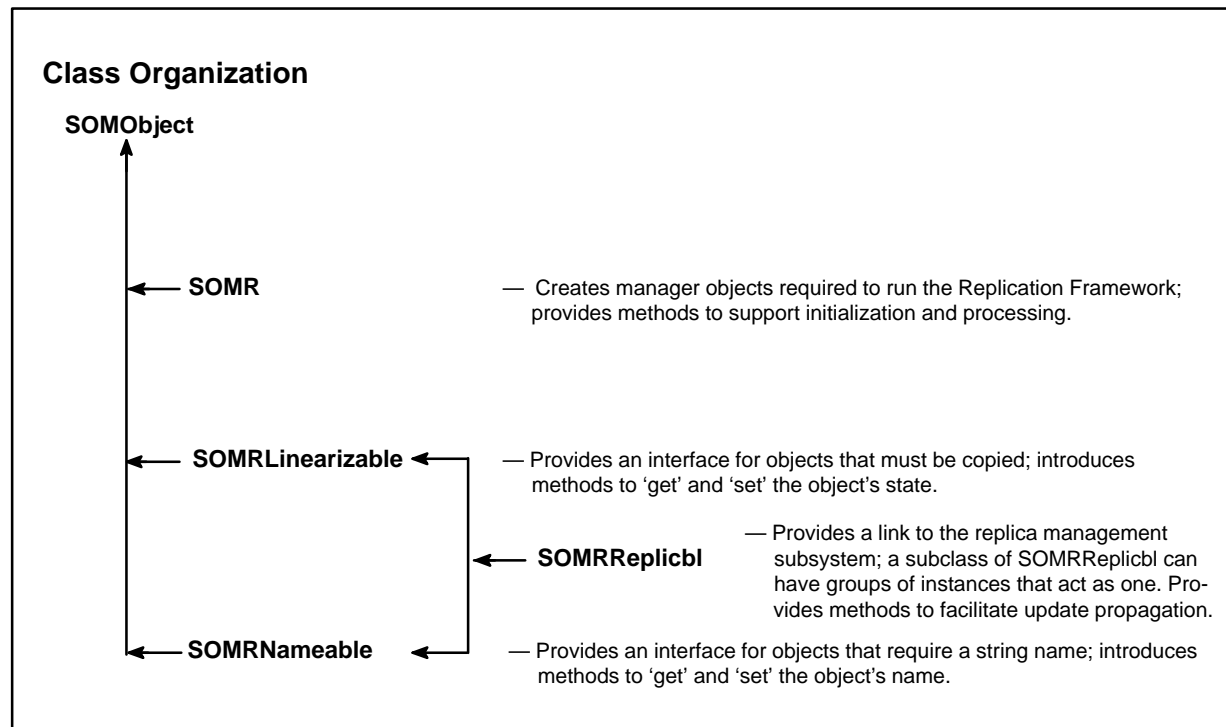 Class Organization
SOMObject
SOMR
— Creates manager objects required to run the Replication Framework;
provides methods to support initialization and processing.
SOMRLinearizable
— Provides an interface for objects that must be copied; introduces
methods to ‘get’ and ‘set’ the object’s state.
SOMRReplicbl
— Provides a link to the replica management
subsystem; a subclass of SOMRReplicbl can
have groups of instances that act as one. Pro-
vides methods to facilitate update propagation.
SOMRNameable
— Provides an interface for objects that require a string name; introduces
methods to ‘get’ and ‘set’ the object’s name.